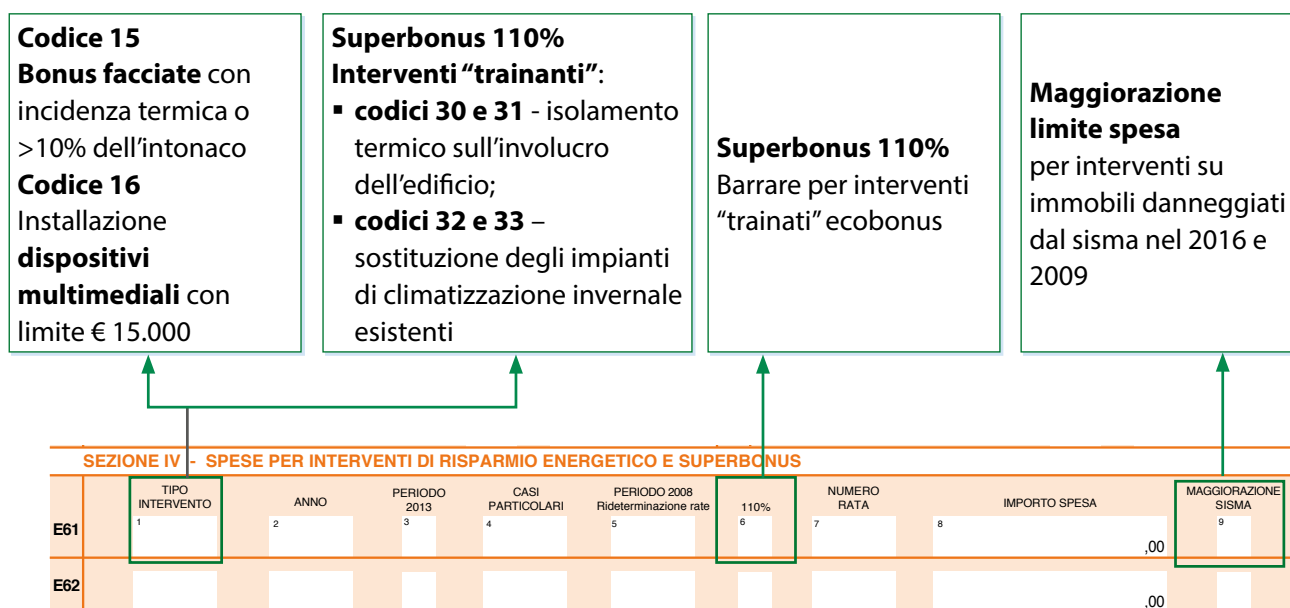 Codice 15
Bonus facciate con
incidenza termica o
>10% dell'intonaco
Codice 16
Installazione
dispositivi
multimediali con
limite € 15.000
Superbonus 110%
Interventi “trainanti”:
▪ codici 30 e 31 - isolamento
termico sull'involucro
dell'edificio;
▪ codici 32 e 33 –
sostituzione degli impianti
di climatizzazione invernale
esistenti
Superbonus 110%
Barrare per interventi
“trainati” ecobonus
Maggiorazione
limite spesa
per interventi su
immobili danneggiati
dal sisma nel 2016 e
2009
SEZIONE IV - SPESE PER INTERVENTI DI RISPARMIO ENERGETICO E SUPERBONUS
TIPO
INTERVENTO
ANNO
PERIODO
2013
CASI
PARTICOLARI
PERIODO 2008
Rideterminazione rate
110%
NUMERO
RATA
IMPORTO SPESA
MAGGIORAZIONE
SISMA
E61
1 2 3 4 5 6 7 8 9
,00
E62
,00